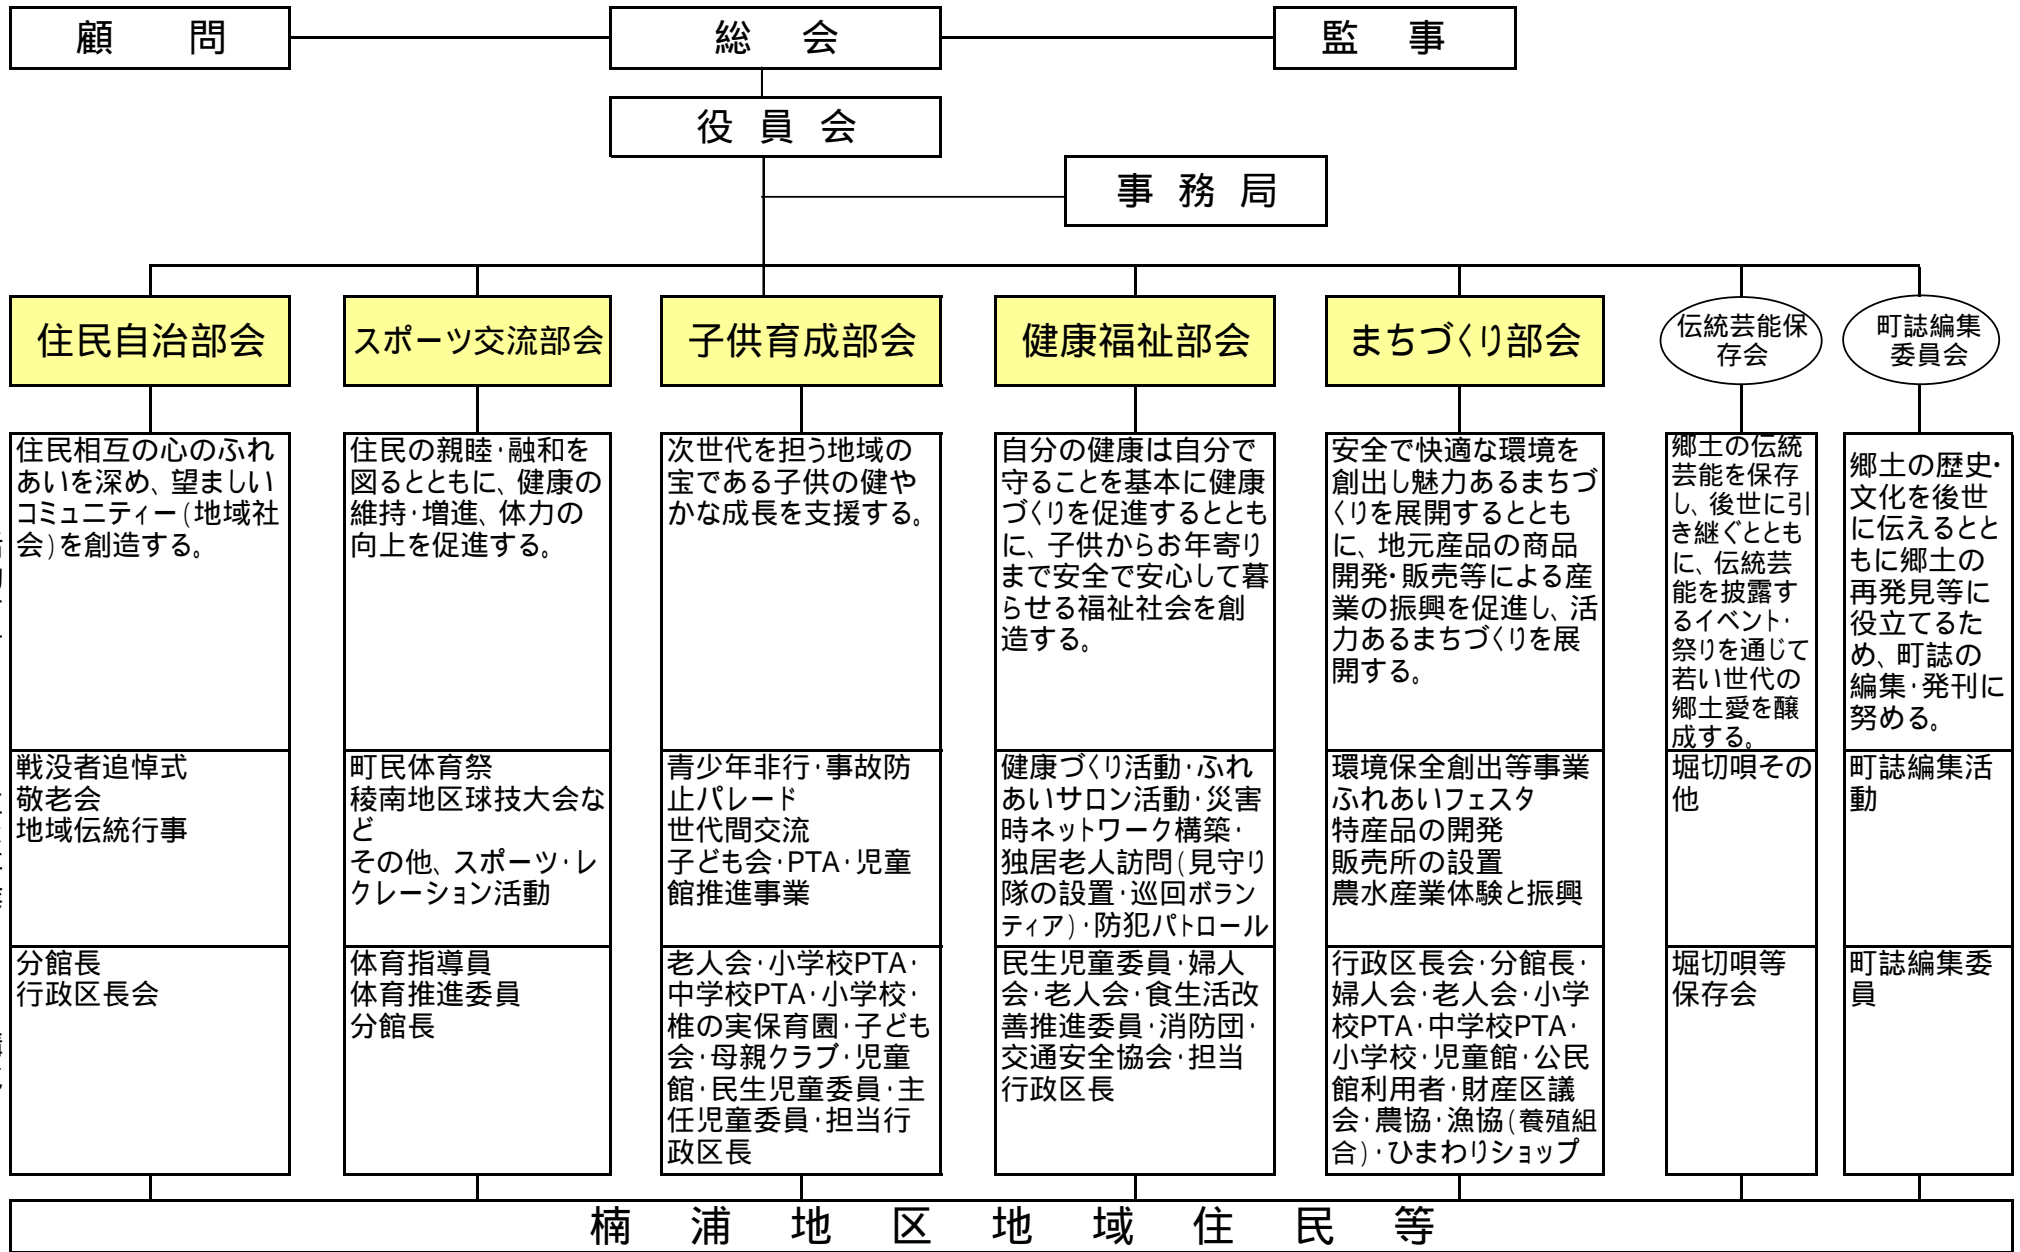 顧問
総会
監事
役員会
事務局
住民自治部会
スポーツ交流部会
子供育成部会
健康福祉部会
まちづくり部会
伝統芸能保
存会
町誌編集
委員会
住民相互の心のふれ
あいを深め、望ましい
コミュニティー(地域社
会)を創造する。
住民の親睦・融和を
図るとともに、健康の
維持・増進、体力の
向上を促進する。
次世代を担う地域の
宝である子供の健や
かな成長を支援する。
自分の健康は自分で
守ることを基本に健康
づくりを促進するととも
に、子供からお年寄り
まで安全で安心して暮
らせる福祉社会を創
造する。
安全で快適な環境を
創出し魅力あるまちづ
くりを展開するととも
に、地元産品の商品
開発・販売等による産
業の振興を促進し、活
力あるまちづくりを展
開する。
郷土の伝統
芸能を保存
し、後世に引
き継ぐととも
に、伝統芸
能を披露す
るイベント・
祭りを通じて
若い世代の
郷土愛を醸
成する。
郷土の歴史・
文化を後世
に伝えるとと
もに郷土の
再発見等に
役立てるた
め、町誌の
編集・発刊に
努める。
戦没者追悼式
敬老会
地域伝統行事
町民体育祭
稜南地区球技大会な
ど
その他、スポーツ・レ
クレーション活動
青少年非行・事故防
止パレード
世代間交流
子ども会・PTA・児童
館推進事業
健康づくり活動・ふれ
あいサロン活動・災害
時ネットワーク構築・
独居老人訪問(見守り
隊の設置・巡回ボラン
ティア)・防犯パトロール
環境保全創出等事業
ふれあいフェスタ
特産品の開発
販売所の設置
農水産業体験と振興
堀切唄その
他
町誌編集活
動
分館長
行政区長会
体育指導員
体育推進委員
分館長
老人会・小学校PTA・
中学校PTA・小学校・
椎の実保育園・子ども
会・母親クラブ・児童
館・民生児童委員・主
任児童委員・担当行
政区長
民生児童委員・婦人
会・老人会・食生活改
善推進委員・消防団・
交通安全協会・担当
行政区長
行政区長会・分館長・
婦人会・老人会・小学
校PTA・中学校PTA・
小学校・児童館・公民
館利用者・財産区議
会・農協・漁協(養殖組
合)・ひまわりショップ
堀切唄等
保存会
町誌編集委
員
楠浦地区地域住民等